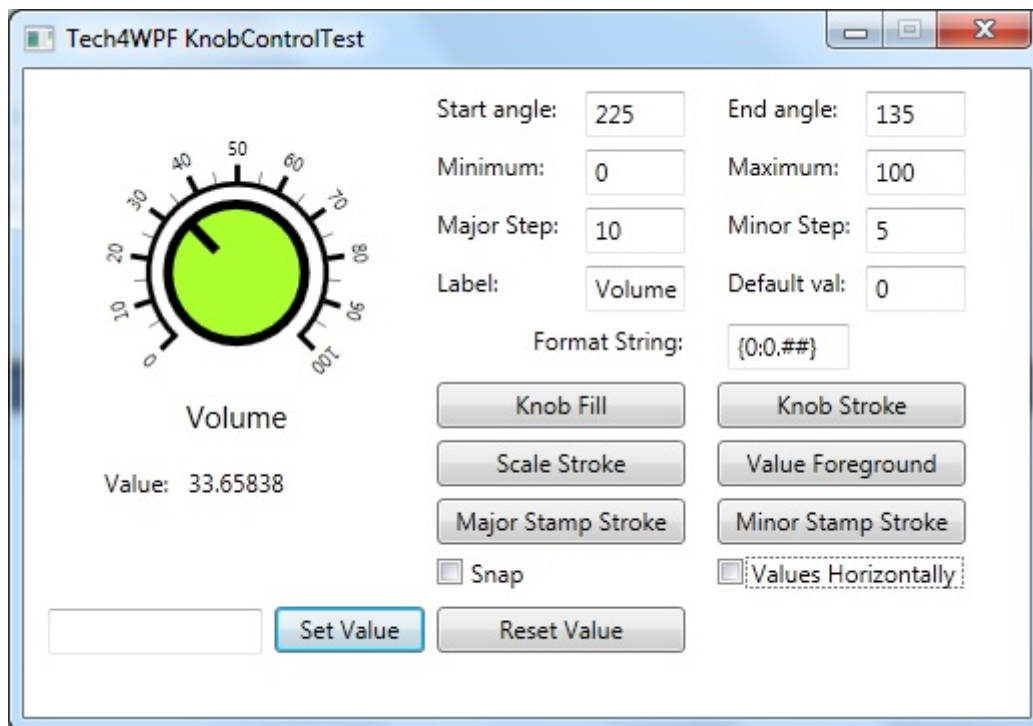 Tech4WPF KnobControlTest
Start angle: 225 End angle: 135
Minimum: 0 Maximum: 100
Major Step: 10 Minor Step: 5
Label: Volume Default val: 0
Format String: {0:0.##}
0
10
20
30
40
50
60
70
80
90
100
Volume
Value: 33.65838
Knob Fill Knob Stroke
Scale Stroke Value Foreground
Major Stamp Stroke Minor Stamp Stroke
Snap Values Horizontally
Set Value Reset Value